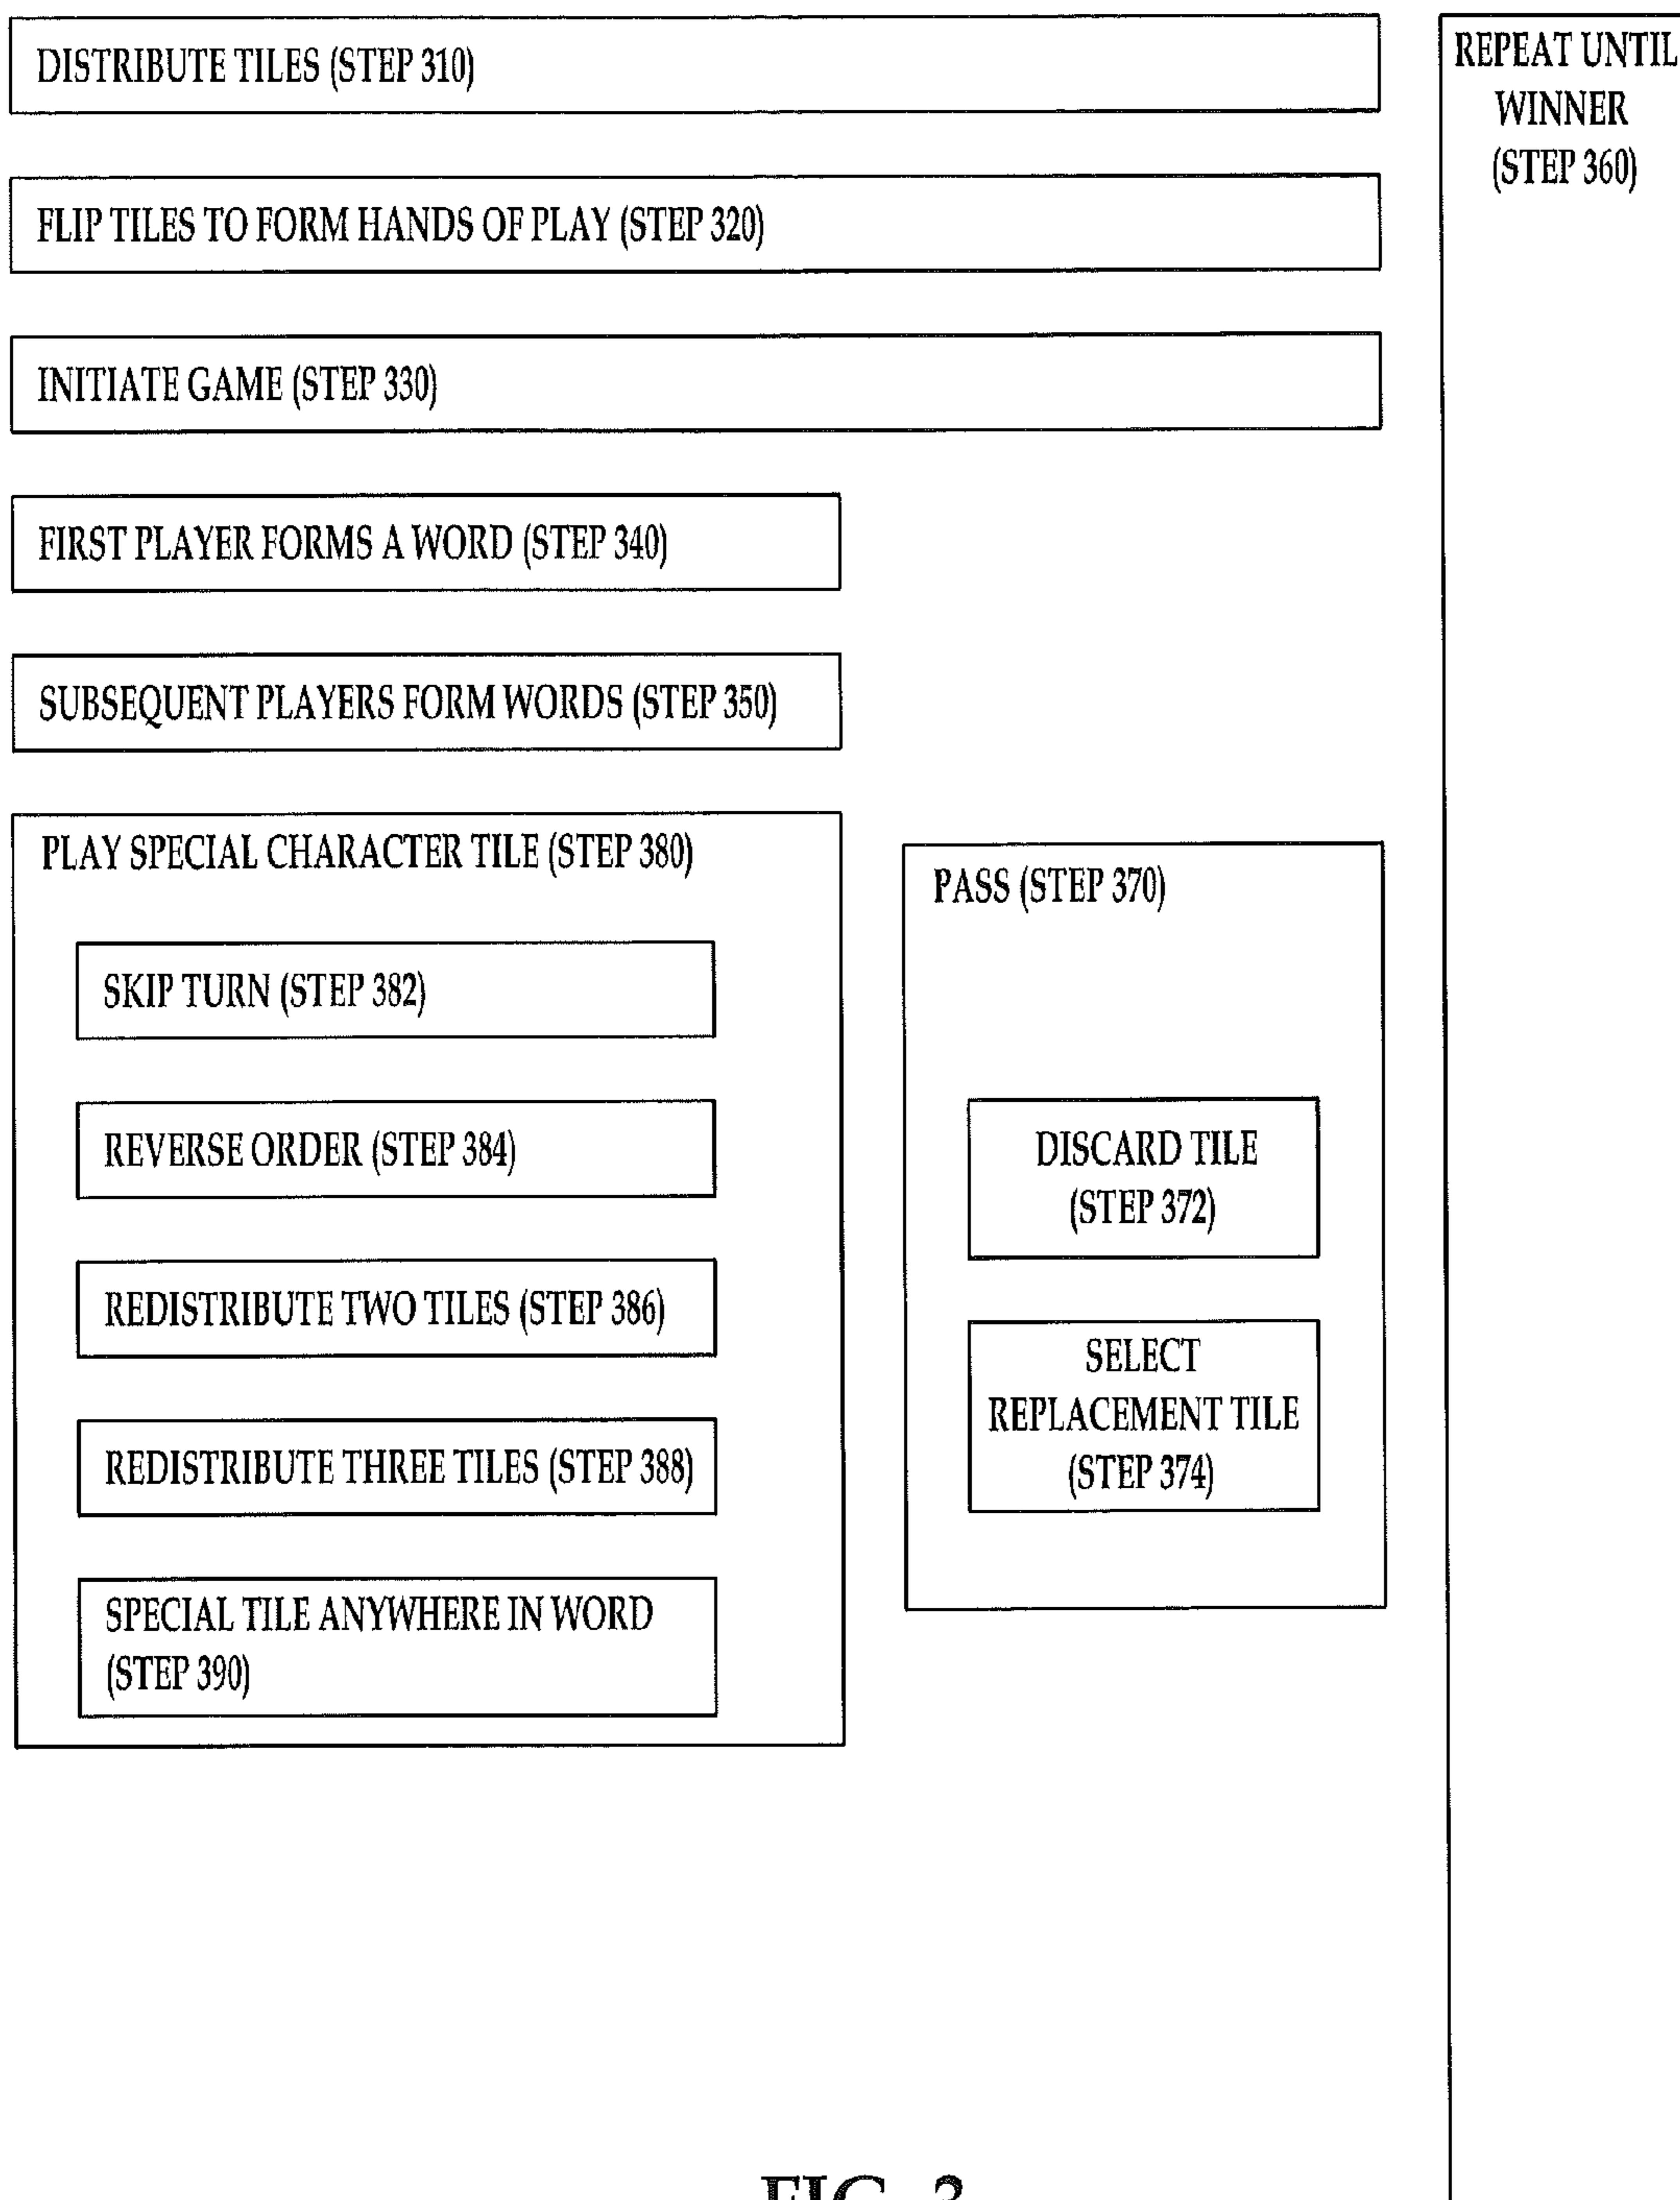 DISTRIBUTE TILES (STEP 310)
FLIP TILES TO FORM HANDS OF PLAY (STEP 320)
INITIATE GAME (STEP 330)
FIRST PLAYER FORMS A WORD (STEP 340)
SUBSEQUENT PLAYERS FORM WORDS (STEP 350)
PLAY SPECIAL CHARACTER TILE (STEP 380)
SKIP TURN (STEP 382)
REVERSE ORDER (STEP 384)
REDISTRIBUTE TWO TILES (STEP 386)
REDISTRIBUTE THREE TILES (STEP 388)
SPECIAL TILE ANYWHERE IN WORD
(STEP 390)
PASS (STEP 370)
DISCARD TILE
(STEP 372)
SELECT
REPLACEMENT TILE
(STEP 374)
REPEAT UNTIL
WINNER
(STEP 360)
FIG. 3